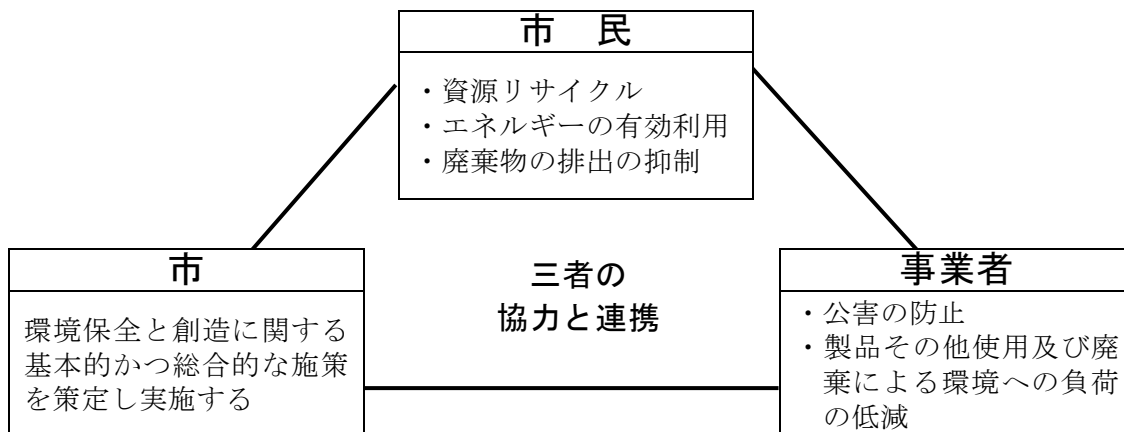 市　民
・資源リサイクル
・エネルギーの有効利用
・廃棄物の排出の抑制
三者の
協力と連携
市
環境保全と創造に関する
基本的かつ総合的な施策
を策定し実施する
事業者
・公害の防止
・製品その他使用及び廃
棄による環境への負荷
の低減